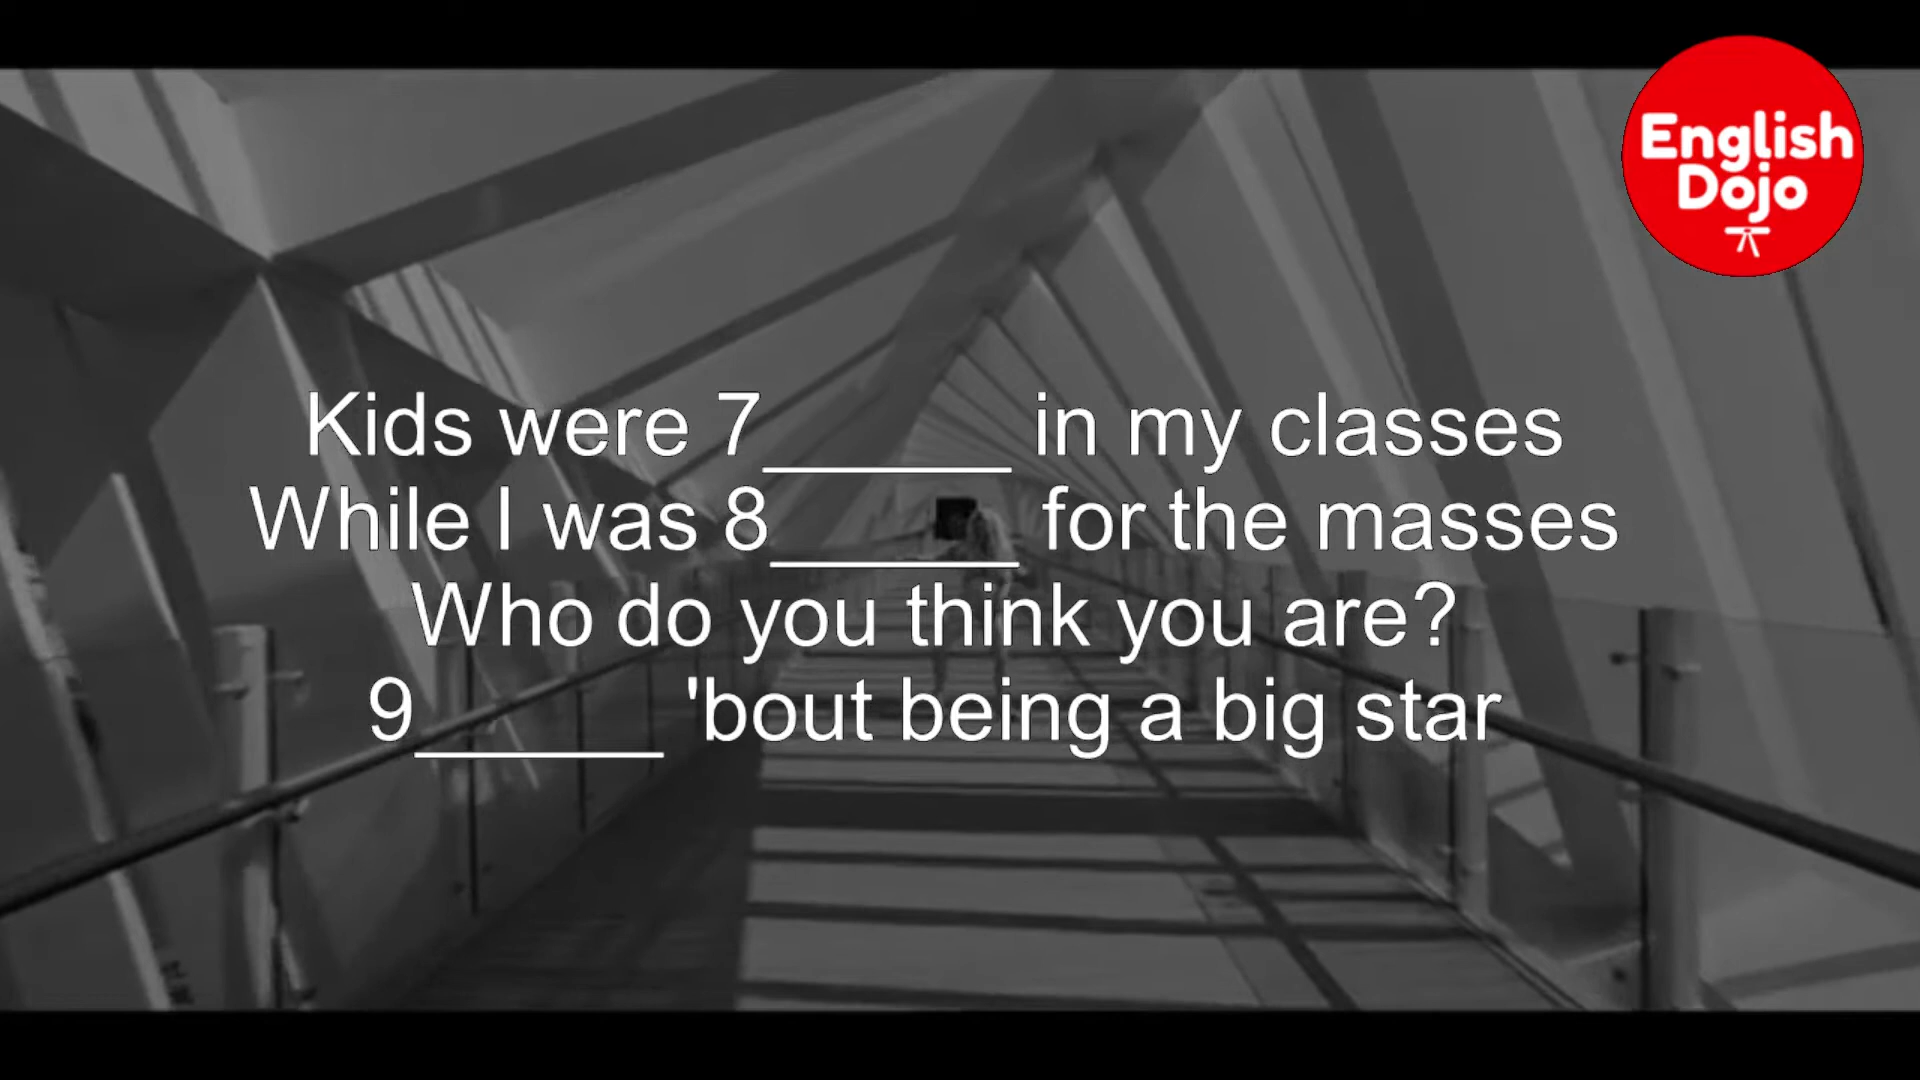 English
Dojo
Kids were 7______ in my classes
While I was 8______ for the masses
Who do you think you are?
9______ 'bout being a big star